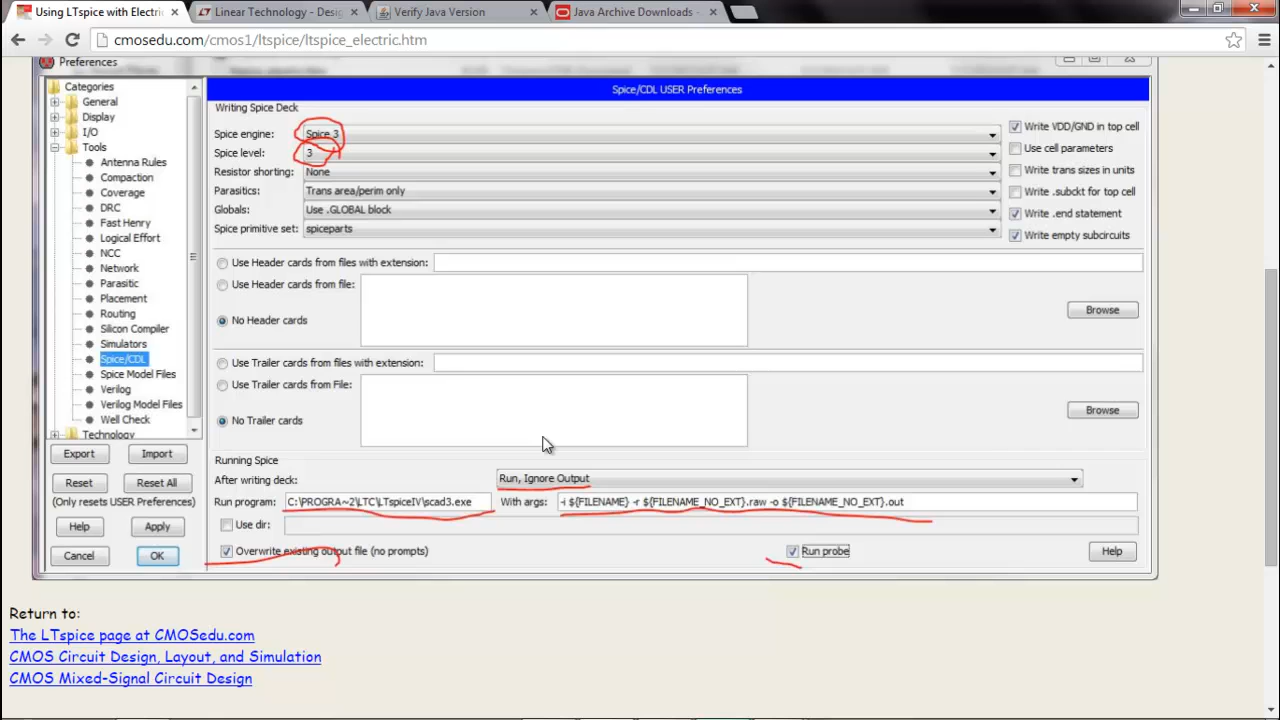 Using LTspice with Electri
Linear Technology - Desig
Verify Java Version
Java Archive Downloads -
cmosedu.com/cmos1/ltspice/ltspice_electric.htm
Preferences
Categories
General
Display
I/O
Tools
Antenna Rules
Compaction
Coverage
DRC
Fast Henry
Logical Effort
NCC
Network
Parasitic
Placement
Routing
Silicon Compiler
Simulators
Spice/CDL
Spice Model Files
Verilog
Verilog Model Files
Well Check
Technology
Export Import
Reset Reset All
(Only resets USER Preferences)
Help Apply
Cancel OK
Spice/CDL USER Preferences
Writing Spice Deck
Spice engine: Spice 3
Spice level: 3
Resistor shorting: None
Parasitics: Trans area/perim only
Globals: Use .GLOBAL block
Spice primitive set: spiceparts
Write VDD/GND in top cell
Use cell parameters
Write trans sizes in units
Write .subckt for top cell
Write .end statement
Write empty subcircuits
Use Header cards from files with extension:
Use Header cards from file:
No Header cards
Browse
Use Trailer cards from files with extension:
Use Trailer cards from File:
No Trailer cards
Browse
Running Spice
After writing deck: Run, Ignore Output
Run program: C:\PROGRA~2\LTC\LTspiceIV\scad3.exe With args: -i ${FILENAME} -r ${FILENAME_NO_EXT}.raw -o ${FILENAME_NO_EXT}.out
Use dir:
Overwrite existing output file (no prompts) Run probe Help
Return to:
The LTspice page at CMOSedu.com
CMOS Circuit Design, Layout, and Simulation
CMOS Mixed-Signal Circuit Design